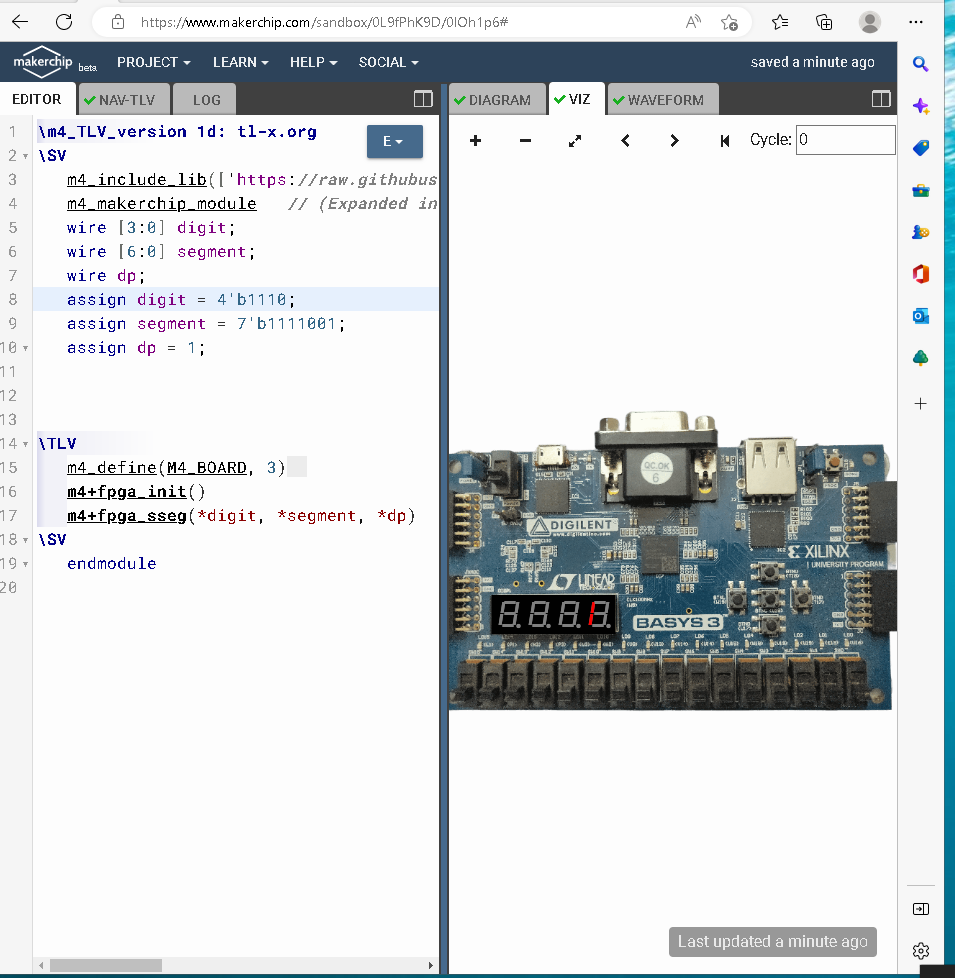 https://www.makerchip.com/sandbox/0L9fPhK9D/0lOh1p6#
makerchip beta PROJECT LEARN HELP SOCIAL saved a minute ago
EDITOR NAV-TLV LOG DIAGRAM VIZ WAVEFORM
Cycle: 0
E
1 \m4_TLV_version 1d: tl-x.org
2 \SV
3 m4_include_lib(['https://raw.githubus
4 m4_makerchip_module // (Expanded in
5 wire [3:0] digit;
6 wire [6:0] segment;
7 wire dp;
8 assign digit = 4'b1110;
9 assign segment = 7'b1111001;
10 assign dp = 1;
11
12
13
14 \TLV
15 m4_define(M4_BOARD, 3)
16 m4+fpga_init()
17 m4+fpga_sseg(*digit, *segment, *dp)
18 \SV
19 endmodule
20
QC.OK
6
DIGILENT
www.digilentinc.com
XILINX
UNIVERSITY PROGRAM
LINEAR
TECHNOLOGY
BASYS 3
Last updated a minute ago